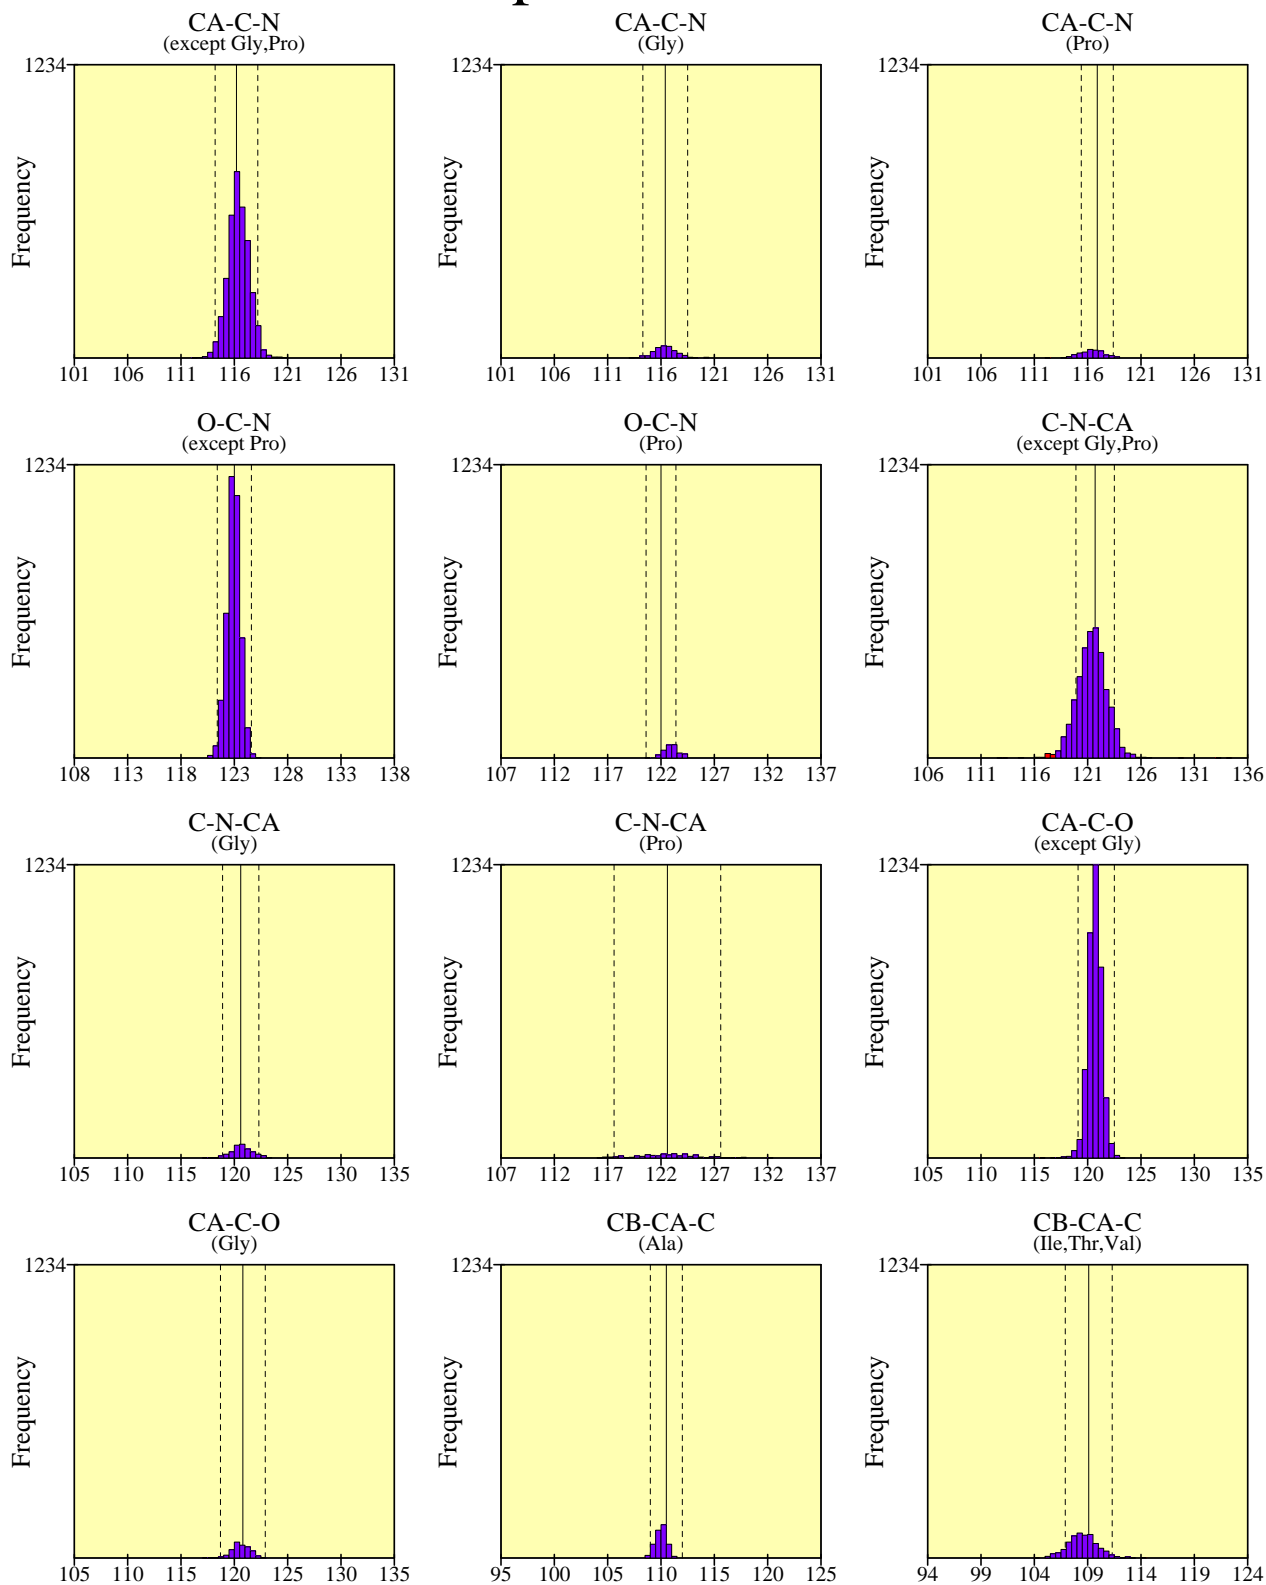 CA-C-N CA-C-N CA-C-N
(except Gly,Pro) (Gly) (Pro)
1234 1234 1234
Frequency Frequency Frequency
101 106 111 116 121 126 131 101 106 111 116 121 126 131 101 106 111 116 121 126 131
O-C-N O-C-N C-N-CA
(except Pro) (Pro) (except Gly,Pro)
1234 1234 1234
Frequency Frequency Frequency
108 113 118 123 128 133 138 107 112 117 122 127 132 137 106 111 116 121 126 131 136
C-N-CA C-N-CA CA-C-O
(Gly) (Pro) (except Gly)
1234 1234 1234
Frequency Frequency Frequency
105 110 115 120 125 130 135 107 112 117 122 127 132 137 105 110 115 120 125 130 135
CA-C-O CB-CA-C CB-CA-C
(Gly) (Ala) (Ile,Thr,Val)
1234 1234 1234
Frequency Frequency Frequency
105 110 115 120 125 130 135 95 100 105 110 115 120 125 94 99 104 109 114 119 124